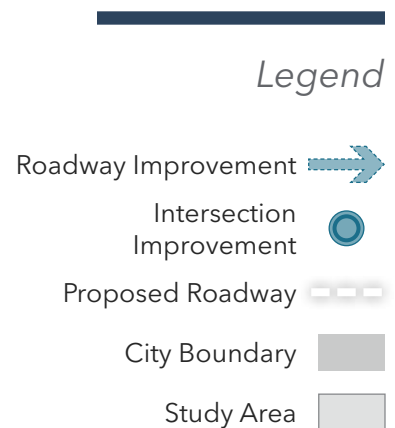 Legend
Roadway Improvement
Intersection
Improvement
Proposed Roadway
City Boundary
Study Area